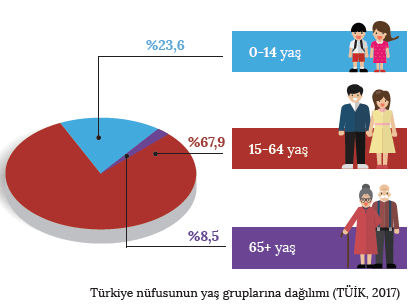 %23,6
0-14 yaş
%67,9
15-64 yaş
%8,5
65+ yaş
Türkiye nüfusunun yaş gruplarına dağılımı (TÜİK, 2017)